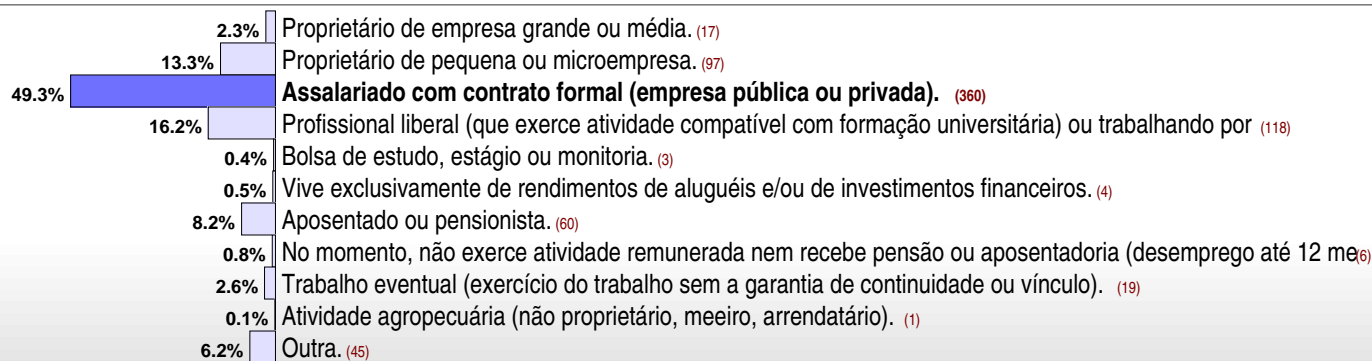 2.3% Proprietário de empresa grande ou média. (17)
13.3% Proprietário de pequena ou microempresa. (97)
49.3% Assalariado com contrato formal (empresa pública ou privada). (360)
16.2% Profissional liberal (que exerce atividade compatível com formação universitária) ou trabalhando por (118)
0.4% Bolsa de estudo, estágio ou monitoria. (3)
0.5% Vive exclusivamente de rendimentos de aluguéis e/ou de investimentos financeiros. (4)
8.2% Aposentado ou pensionista. (60)
0.8% No momento, não exerce atividade remunerada nem recebe pensão ou aposentadoria (desemprego até 12 me(6)
2.6% Trabalho eventual (exercício do trabalho sem a garantia de continuidade ou vínculo). (19)
0.1% Atividade agropecuária (não proprietário, meeiro, arrendatário). (1)
6.2% Outra. (45)